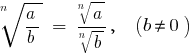 ⁿ√(a/b) = ⁿ√a / ⁿ√b , (b ≠ 0)